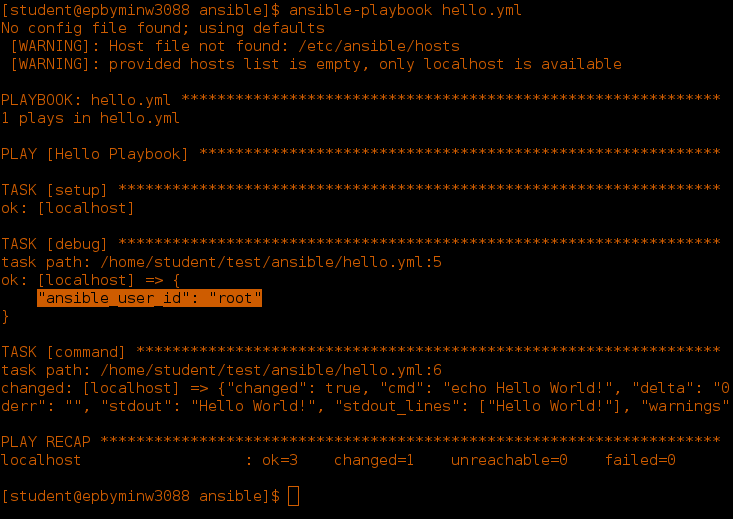 [student@epbyminw3088 ansible]$ ansible-playbook hello.yml
No config file found; using defaults
 [WARNING]: Host file not found: /etc/ansible/hosts
 [WARNING]: provided hosts list is empty, only localhost is available
PLAYBOOK: hello.yml ************************************************************
1 plays in hello.yml
PLAY [Hello Playbook] **********************************************************
TASK [setup] *******************************************************************
ok: [localhost]
TASK [debug] *******************************************************************
task path: /home/student/test/ansible/hello.yml:5
ok: [localhost] => {
    "ansible_user_id": "root"
}
TASK [command] *****************************************************************
task path: /home/student/test/ansible/hello.yml:6
changed: [localhost] => {"changed": true, "cmd": "echo Hello World!", "delta": "0
derr": "", "stdout": "Hello World!", "stdout_lines": ["Hello World!"], "warnings"
PLAY RECAP *********************************************************************
localhost                  : ok=3    changed=1    unreachable=0    failed=0
[student@epbyminw3088 ansible]$